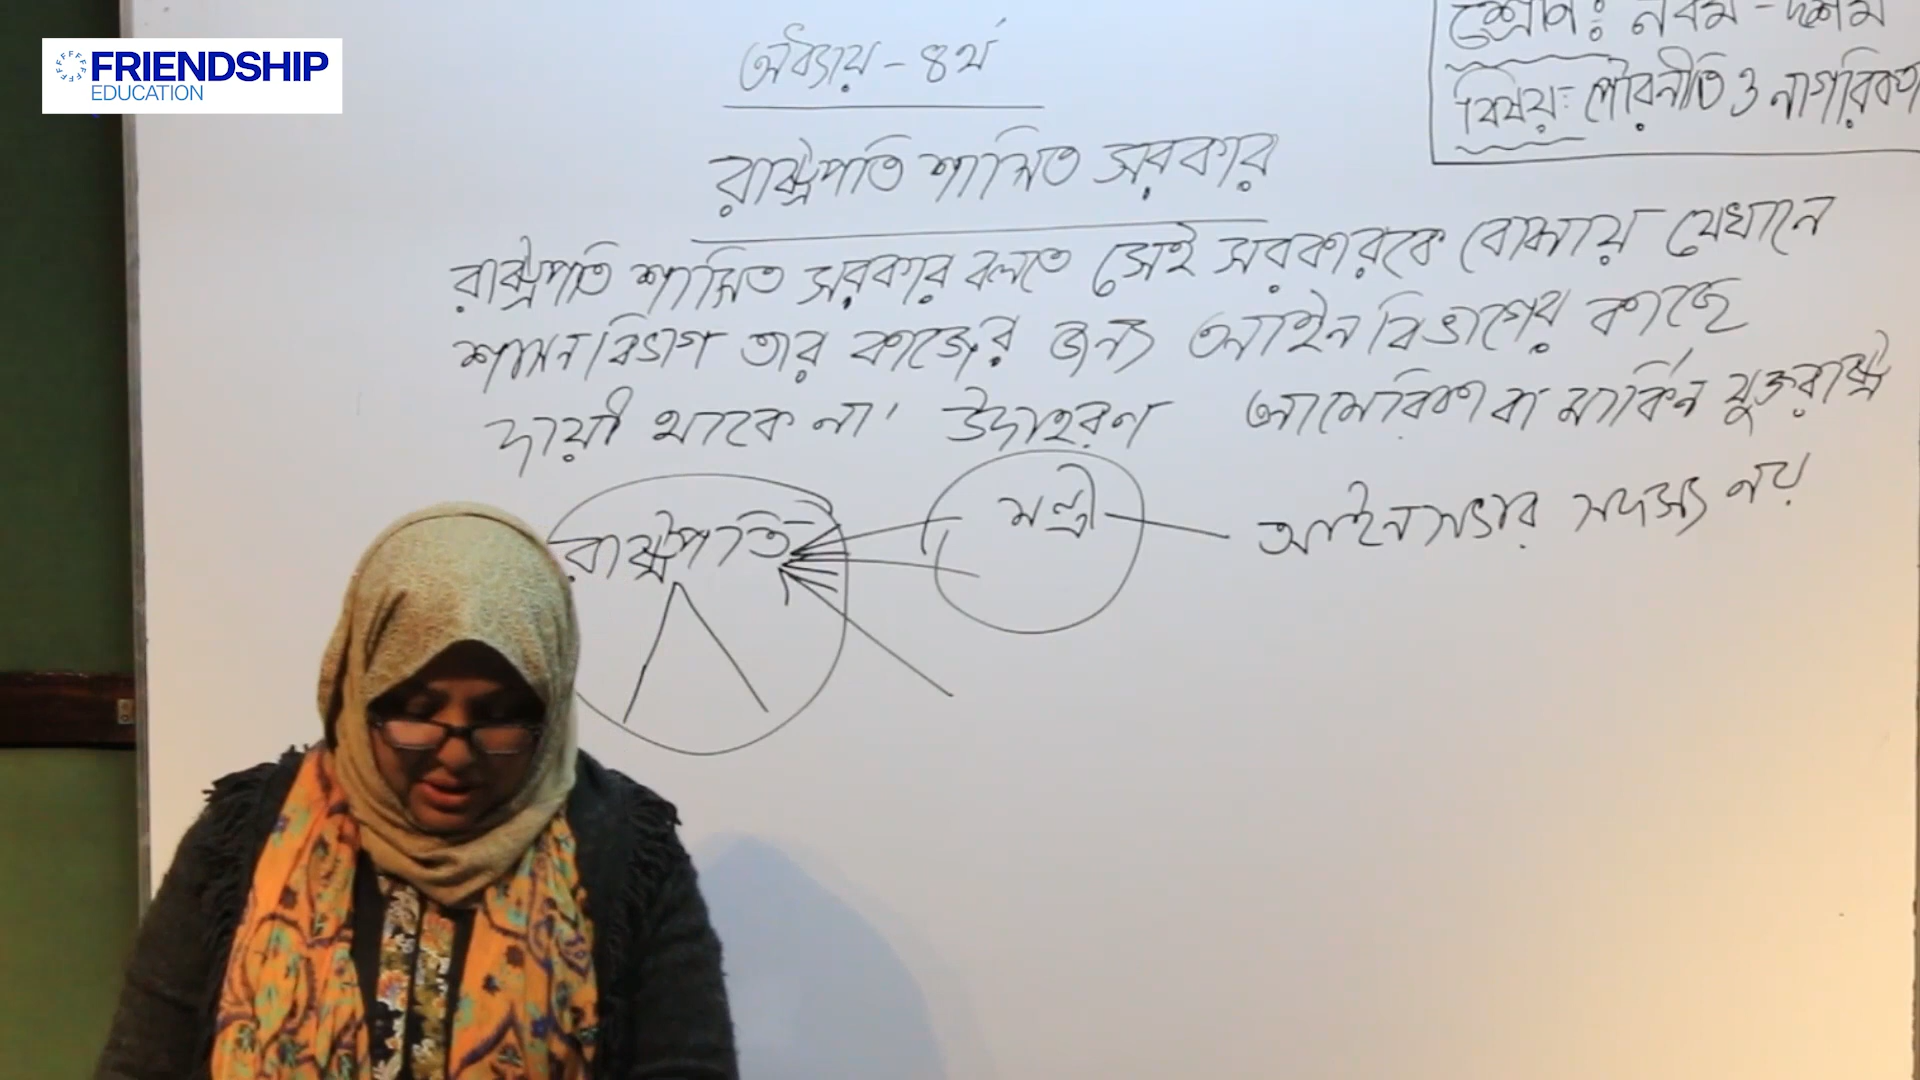 FRIENDSHIP
EDUCATION
শ্রেণি: নবম - দশম
বিষয়: পৌরনীতি ও নাগরিকতা
অধ্যায় - ৪র্থ
রাষ্ট্রপতি শাসিত সরকার
রাষ্ট্রপতি শাসিত সরকার বলতে সেই সরকারকে বোঝায় যেখানে
শাসন বিভাগ তার কাজের জন্য আইন বিভাগের কাছে
দায়ী থাকে না। উদাহরণ আমেরিকা বা মার্কিন যুক্তরাষ্ট্র
রাষ্ট্রপতি মন্ত্রী আইনসভার সদস্য নয়